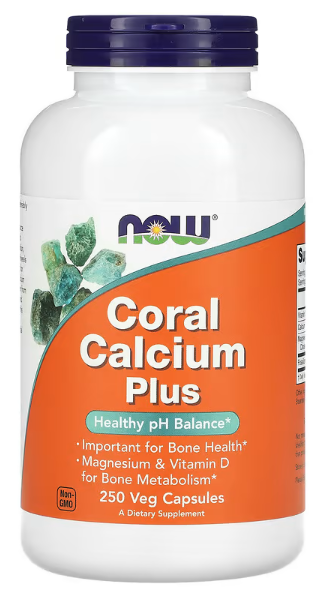 NOW®
Coral
Calcium
Plus
Healthy pH Balance*
• Important for Bone Health*
• Magnesium & Vitamin D
for Bone Metabolism*
250 Veg Capsules
A Dietary Supplement
Non-
GMO